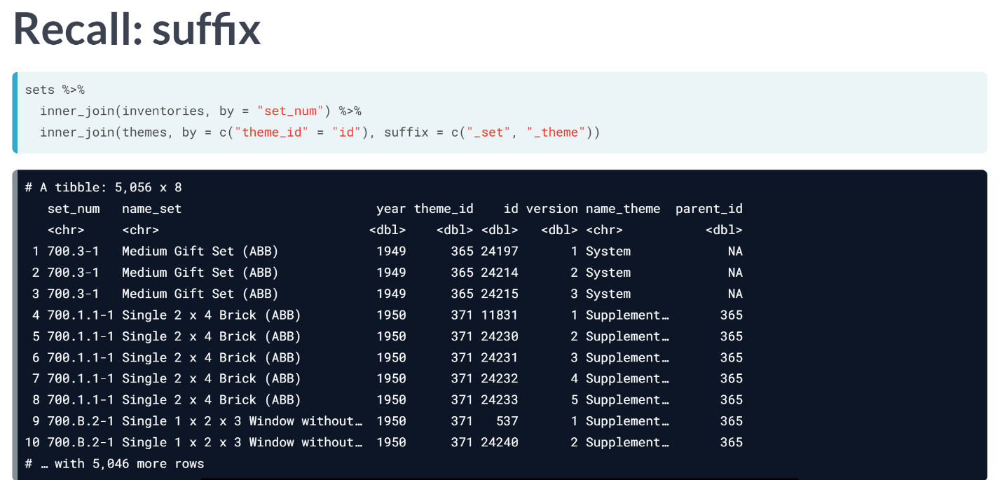 Recall: suffix
sets %>%
  inner_join(inventories, by = "set_num") %>%
  inner_join(themes, by = c("theme_id" = "id"), suffix = c("_set", "_theme"))
# A tibble: 5,056 x 8
   set_num   name_set                          year theme_id    id version name_theme  parent_id
   <chr>     <chr>                            <dbl>    <dbl> <dbl>   <dbl> <chr>           <dbl>
 1 700.3-1   Medium Gift Set (ABB)             1949      365 24197       1 System             NA
 2 700.3-1   Medium Gift Set (ABB)             1949      365 24214       2 System             NA
 3 700.3-1   Medium Gift Set (ABB)             1949      365 24215       3 System             NA
 4 700.1.1-1 Single 2 x 4 Brick (ABB)          1950      371 11831       1 Supplement…       365
 5 700.1.1-1 Single 2 x 4 Brick (ABB)          1950      371 24230       2 Supplement…       365
 6 700.1.1-1 Single 2 x 4 Brick (ABB)          1950      371 24231       3 Supplement…       365
 7 700.1.1-1 Single 2 x 4 Brick (ABB)          1950      371 24232       4 Supplement…       365
 8 700.1.1-1 Single 2 x 4 Brick (ABB)          1950      371 24233       5 Supplement…       365
 9 700.B.2-1 Single 1 x 2 x 3 Window without…  1950      371   537       1 Supplement…       365
10 700.B.2-1 Single 1 x 2 x 3 Window without…  1950      371 24240       2 Supplement…       365
# … with 5,046 more rows